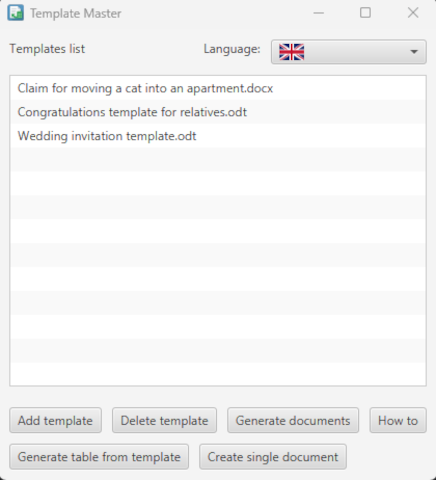 Template Master
Templates list Language:
Claim for moving a cat into an apartment.docx
Congratulations template for relatives.odt
Wedding invitation template.odt
Add template Delete template Generate documents How to
Generate table from template Create single document